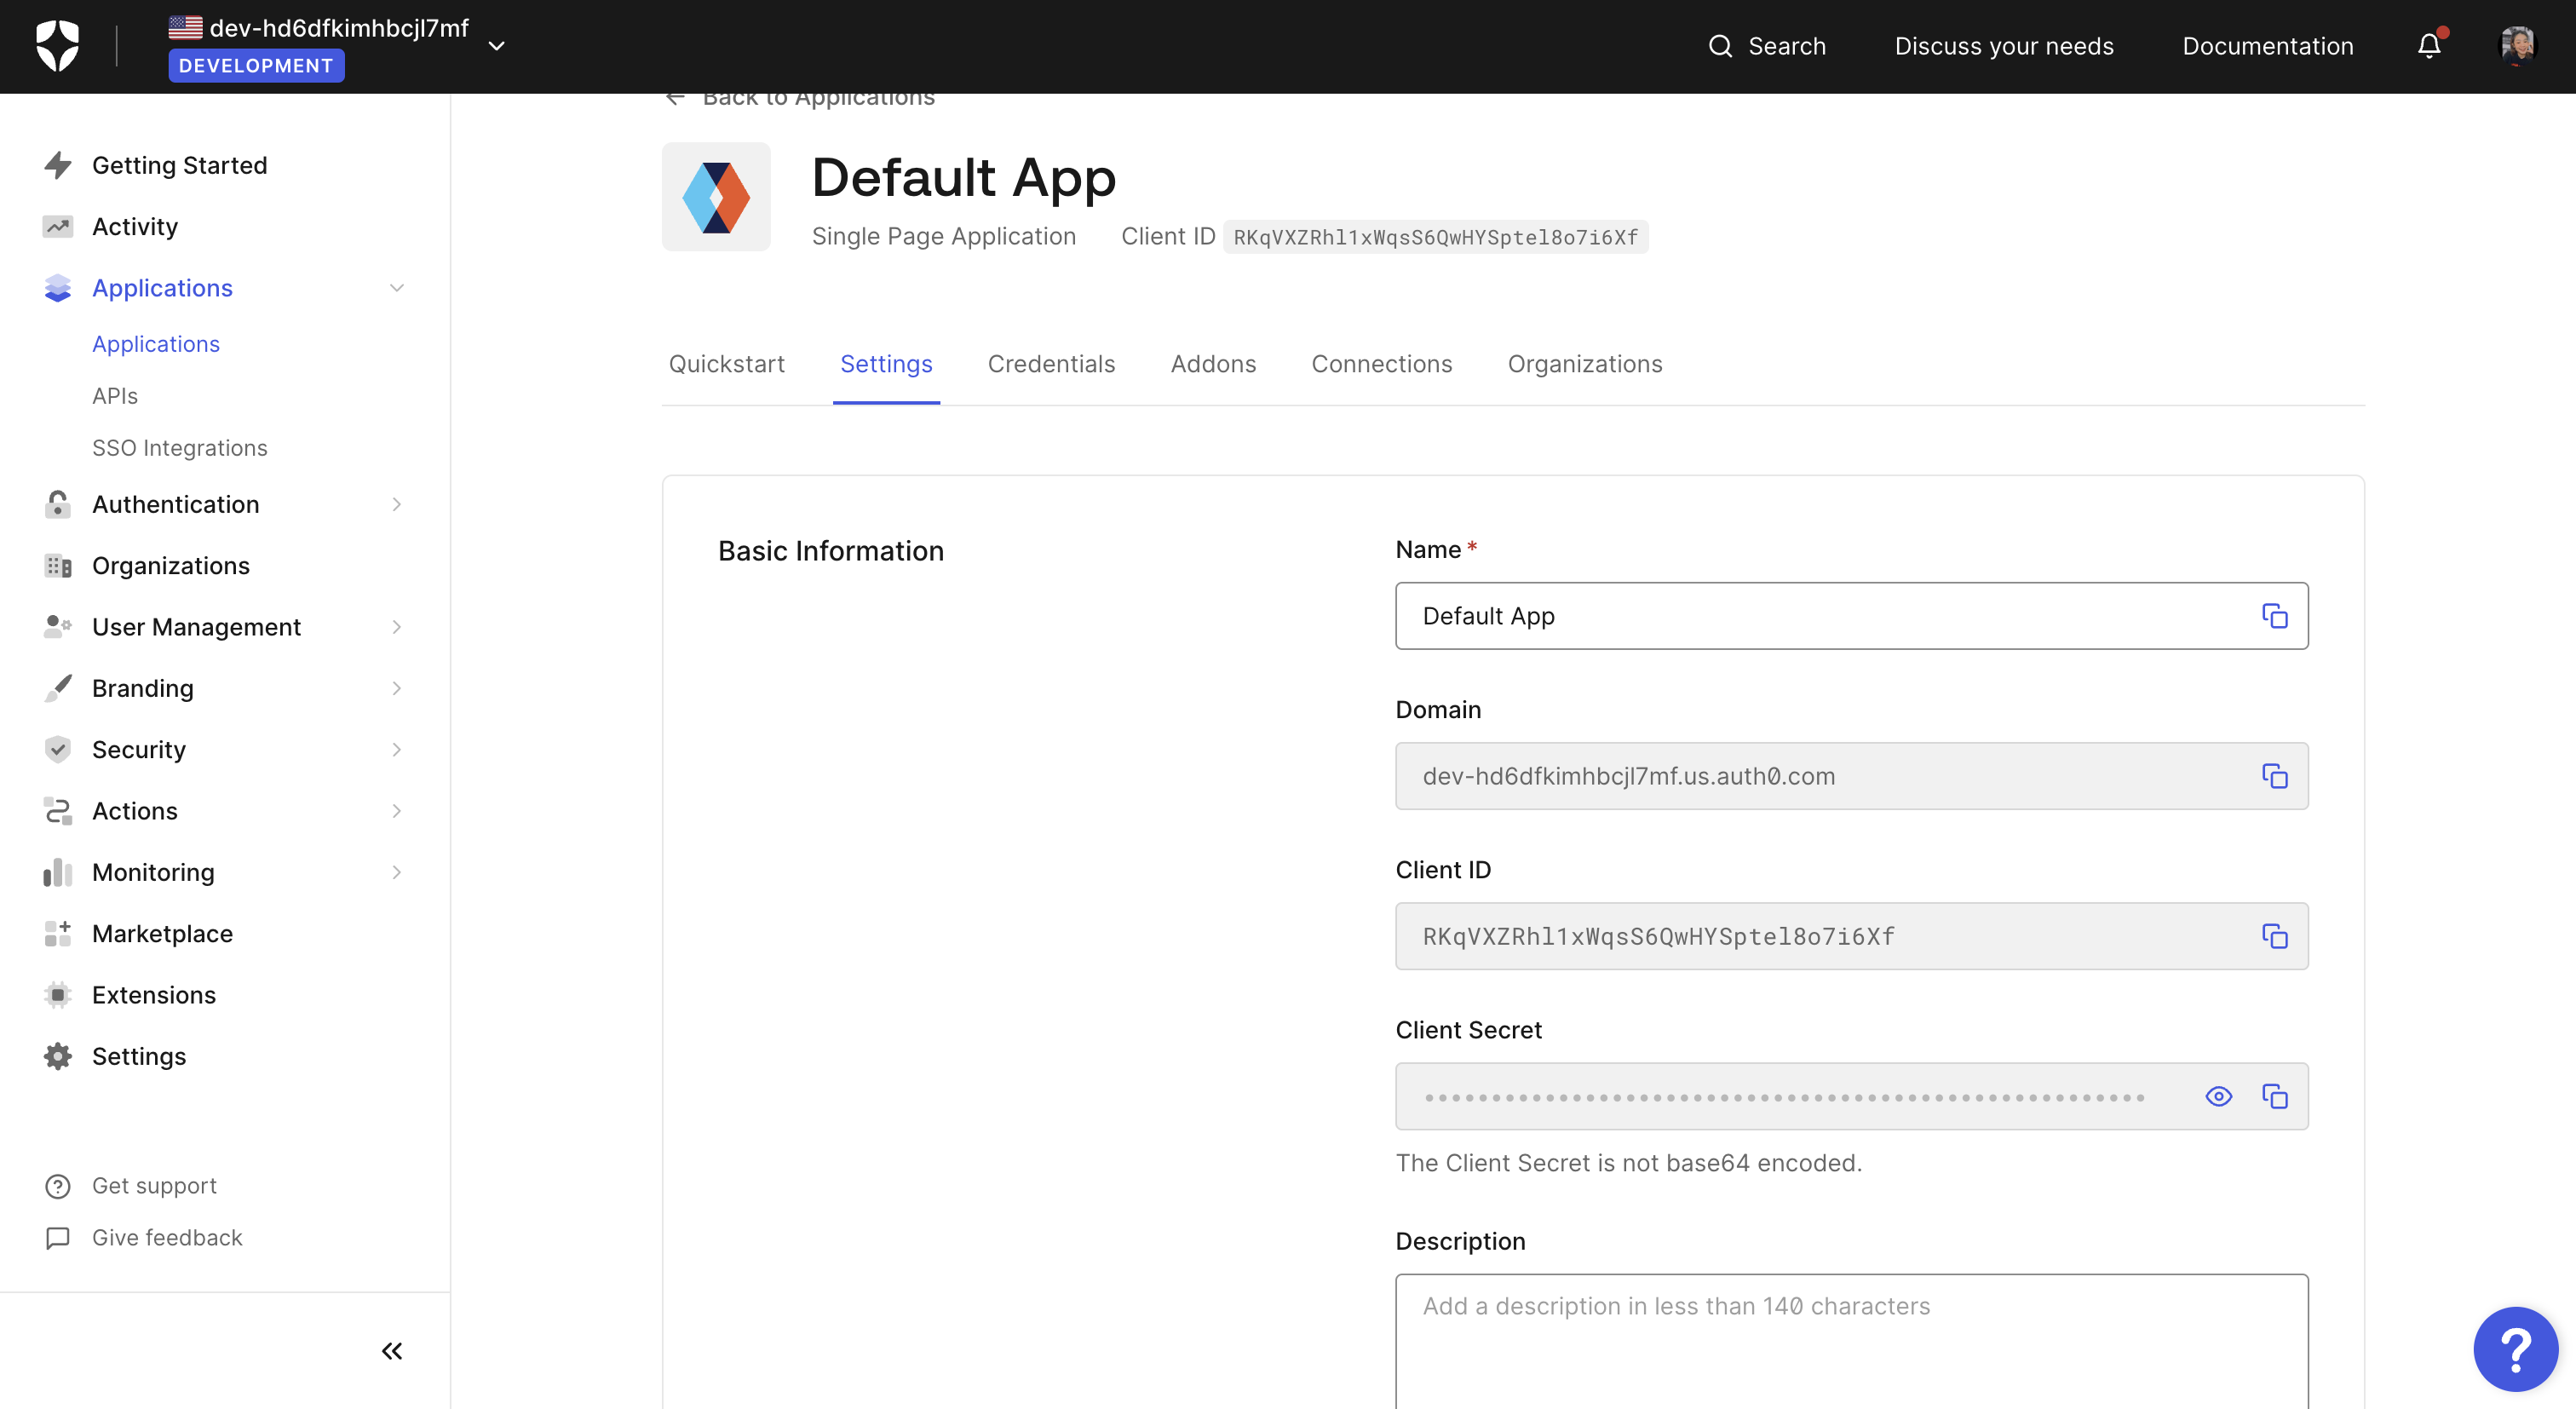 dev-hd6dfkimhbcjl7mf
DEVELOPMENT
Search
Discuss your needs
Documentation
Getting Started
Activity
Applications
Applications
APIs
SSO Integrations
Authentication
Organizations
User Management
Branding
Security
Actions
Monitoring
Marketplace
Extensions
Settings
Get support
Give feedback
Back to Applications
Default App
Single Page Application Client ID RKqVXZRhl1xWqsS6QwHYSptel8o7i6Xf
Quickstart Settings Credentials Addons Connections Organizations
Basic Information
Name *
Default App
Domain
dev-hd6dfkimhbcjl7mf.us.auth0.com
Client ID
RKqVXZRhl1xWqsS6QwHYSptel8o7i6Xf
Client Secret
The Client Secret is not base64 encoded.
Description
Add a description in less than 140 characters
?